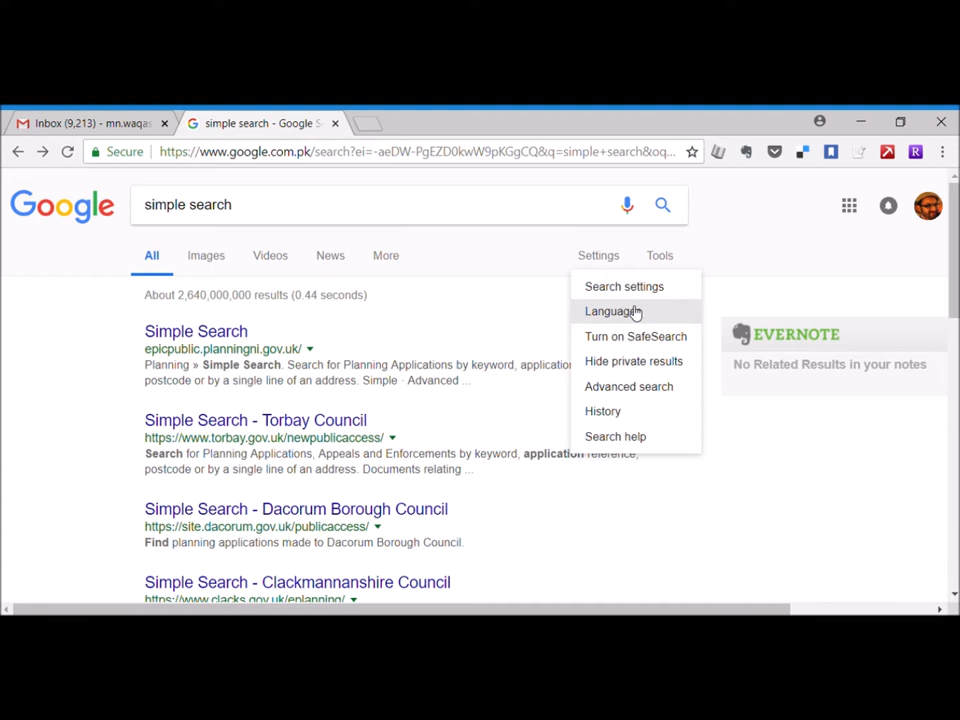 Inbox (9,213) - mn.waqas
simple search - Google S
Secure
https://www.google.com.pk/search?ei=-aeDW-PgEZD0kwW9pKGgCQ&q=simple+search&oq...
Google
simple search
All
Images
Videos
News
More
Settings
Tools
About 2,640,000,000 results (0.44 seconds)
Search settings
Languages
Turn on SafeSearch
Hide private results
Advanced search
History
Search help
Simple Search
epicpublic.planningni.gov.uk/
Planning » Simple Search. Search for Planning Applications by keyword, application
postcode or by a single line of an address. Simple · Advanced ...
Simple Search - Torbay Council
https://www.torbay.gov.uk/newpublicaccess/
Search for Planning Applications, Appeals and Enforcements by keyword, application reference,
postcode or by a single line of an address. Documents relating ...
Simple Search - Dacorum Borough Council
https://site.dacorum.gov.uk/publicaccess/
Find planning applications made to Dacorum Borough Council.
Simple Search - Clackmannanshire Council
https://www.clacks.gov.uk/eplanning/
EVERNOTE
No Related Results in your notes